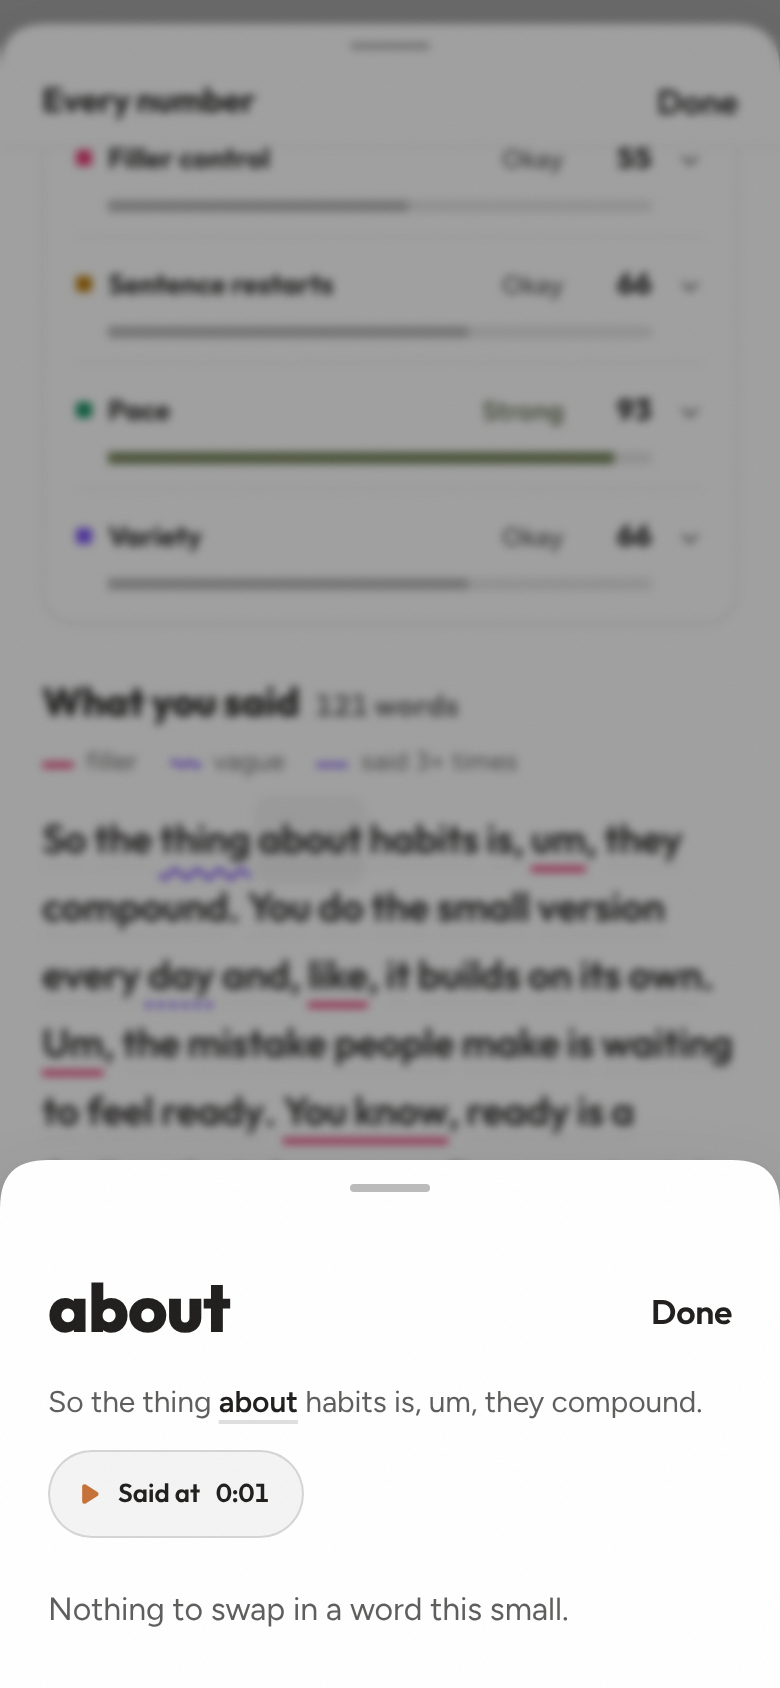 Every number
Done
Filler control Okay 55
Sentence restarts Okay 66
Pace Strong 93
Variety Okay 66
What you said 121 words
filler vague said 3+ times
So the thing about habits is, um, they
compound. You do the small version
every day and, like, it builds on its own.
Um, the mistake people make is waiting
to feel ready. You know, ready is a
about
Done
So the thing about habits is, um, they compound.
Said at 0:01
Nothing to swap in a word this small.